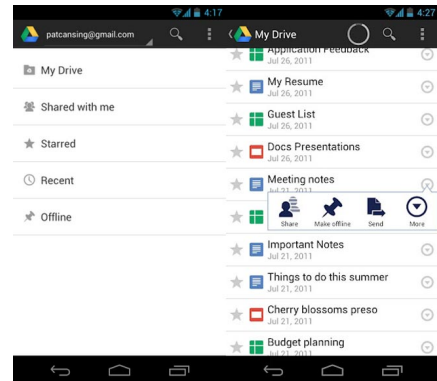 4:17
patcansing@gmail.com
My Drive
Shared with me
Starred
Recent
Offline
4:27
My Drive
Application Feedback
Jul 26, 2011
My Resume
Jul 26, 2011
Guest List
Jul 26, 2011
Docs Presentations
Jul 26, 2011
Meeting notes
Jul 21, 2011
Share
Make offline
Send
More
Important Notes
Jul 21, 2011
Things to do this summer
Jul 21, 2011
Cherry blossoms preso
Jul 21, 2011
Budget planning
Jul 21, 2011